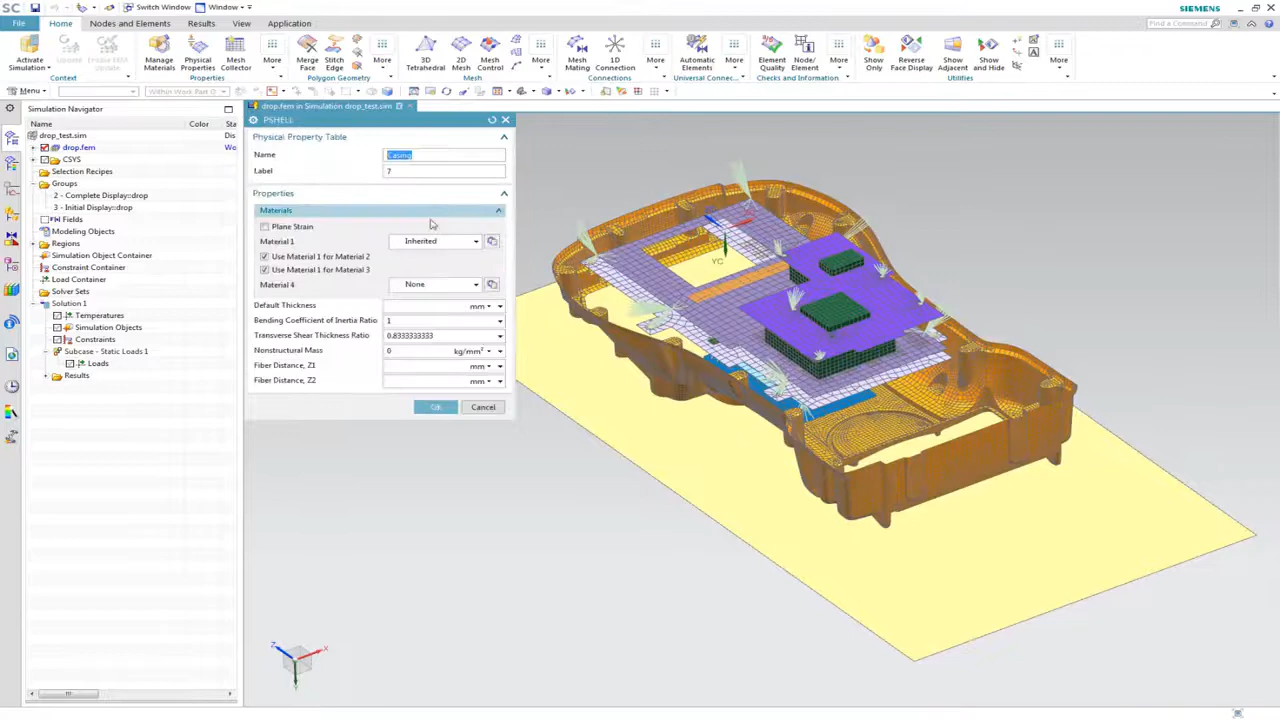 SC Switch Window Window SIEMENS
File Home Nodes and Elements Results View Application Find a Command
Activate Simulation Update Enable FEM Update Manage Materials Physical Properties Mesh Collector More Merge Face Stitch Edge More 3D Tetrahedral 2D Mesh Mesh Control More Mesh Mating 1D Connection More Automatic Elements More Element Quality Node/Element More Show Only Reverse Face Display Show Adjacent Show and Hide More
Context Properties Polygon Geometry Mesh Connections Universal Connec... Checks and Information Utilities
Menu Within Work Part O
Simulation Navigator
Name Color Sta
drop_test.sim Dis
drop.fem Wo
CSYS
Selection Recipes
Groups
2 - Complete Display::drop
3 - Initial Display::drop
Fields
Modeling Objects
Regions
Simulation Object Container
Constraint Container
Load Container
Solver Sets
Solution 1
Temperatures
Simulation Objects
Constraints
Subcase - Static Loads 1
Loads
Results
drop.fem in Simulation drop_test.sim
PSHELL
Physical Property Table
Name Casing
Label 7
Properties
Materials
Plane Strain
Material 1 Inherited
Use Material 1 for Material 2
Use Material 1 for Material 3
Material 4 None
Default Thickness mm
Bending Coefficient of Inertia Ratio 1
Transverse Shear Thickness Ratio 0.8333333333
Nonstructural Mass 0 kg/mm²
Fiber Distance, Z1 mm
Fiber Distance, Z2 mm
OK Cancel
YC
Z X Y